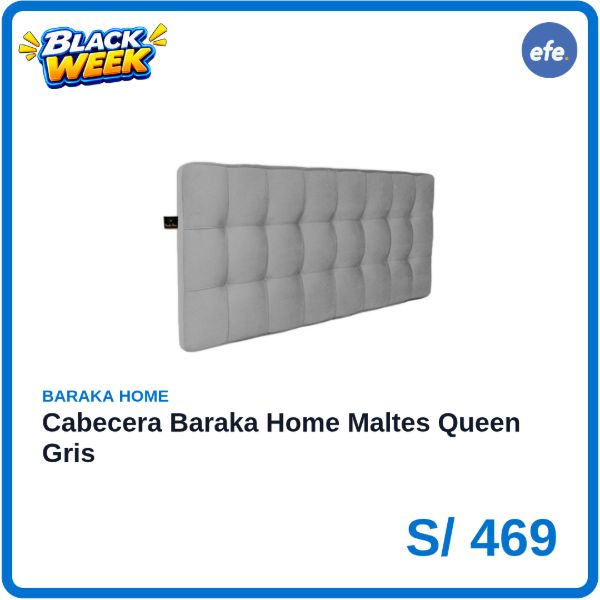 BLACK
WEEK
efe.
BARAKA HOME
Cabecera Baraka Home Maltes Queen
Gris
S/ 469